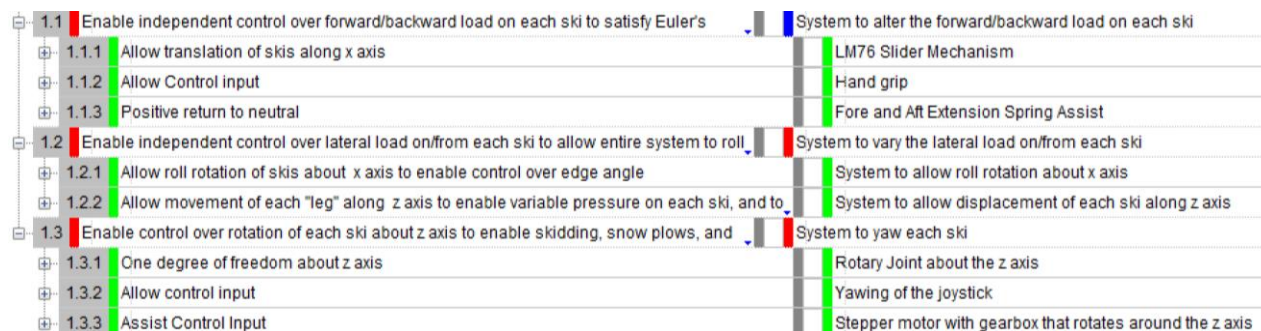 1.1 Enable independent control over forward/backward load on each ski to satisfy Euler's System to alter the forward/backward load on each ski
1.1.1 Allow translation of skis along x axis LM76 Slider Mechanism
1.1.2 Allow Control input Hand grip
1.1.3 Positive return to neutral Fore and Aft Extension Spring Assist
1.2 Enable independent control over lateral load on/from each ski to allow entire system to roll System to vary the lateral load on/from each ski
1.2.1 Allow roll rotation of skis about x axis to enable control over edge angle System to allow roll rotation about x axis
1.2.2 Allow movement of each "leg" along z axis to enable variable pressure on each ski, and to System to allow displacement of each ski along z axis
1.3 Enable control over rotation of each ski about z axis to enable skidding, snow plows, and System to yaw each ski
1.3.1 One degree of freedom about z axis Rotary Joint about the z axis
1.3.2 Allow control input Yawing of the joystick
1.3.3 Assist Control Input Stepper motor with gearbox that rotates around the z axis